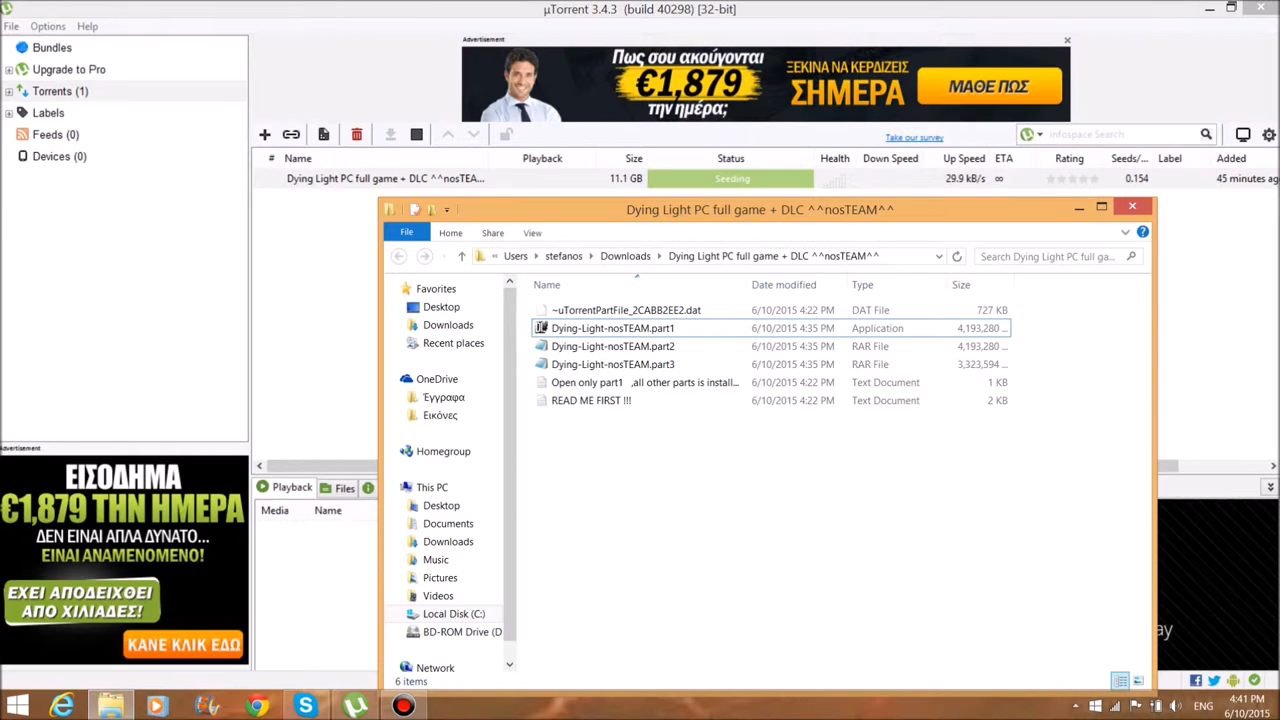 µTorrent 3.4.3 (build 40298) [32-bit]
File Options Help
Bundles
Upgrade to Pro
Torrents (1)
Labels
Feeds (0)
Devices (0)
Advertisement
Πως σου ακούγονται
€1,879
την ημέρα;
ΞΕΚΙΝΑ ΝΑ ΚΕΡΔΙΖΕΙΣ
ΣΗΜΕΡΑ
ΜΑΘΕ ΠΩΣ
Take our survey
Infospace Search
# Name Playback Size Status Health Down Speed Up Speed ETA Rating Seeds/... Label Added
Dying Light PC full game + DLC ^^nosTEA... 11.1 GB Seeding 29.9 kB/s ∞ 0.154 45 minutes ag
Dying Light PC full game + DLC ^^nosTEAM^^
File Home Share View
« Users stefanos Downloads Dying Light PC full game + DLC ^^nosTEAM^^
Search Dying Light PC full ga...
Favorites
Desktop
Downloads
Recent places
OneDrive
Έγγραφα
Εικόνες
Homegroup
This PC
Desktop
Documents
Downloads
Music
Pictures
Videos
Local Disk (C:)
BD-ROM Drive (D
Network
Name Date modified Type Size
~uTorrentPartFile_2CABB2EE2.dat 6/10/2015 4:22 PM DAT File 727 KB
Dying-Light-nosTEAM.part1 6/10/2015 4:35 PM Application 4,193,280 ...
Dying-Light-nosTEAM.part2 6/10/2015 4:35 PM RAR File 4,193,280 ...
Dying-Light-nosTEAM.part3 6/10/2015 4:35 PM RAR File 3,323,594 ...
Open only part1 ,all other parts is install... 6/10/2015 4:22 PM Text Document 1 KB
READ ME FIRST !!! 6/10/2015 4:22 PM Text Document 2 KB
6 items
Advertisement
ΕΙΣΟΔΗΜΑ
€1,879 ΤΗΝ ΗΜΕΡΑ
ΔΕΝ ΕΙΝΑΙ ΑΠΛΑ ΔΥΝΑΤΟ...
ΕΙΝΑΙ ΑΝΑΜΕΝΟΜΕΝΟ!
ΕΧΕΙ ΑΠΟΔΕΙΧΘΕΙ
ΑΠΟ ΧΙΛΙΑΔΕΣ!
ΚΑΝΕ ΚΛΙΚ ΕΔΩ
Playback Files
Media Name
ay
ENG
4:41 PM
6/10/2015